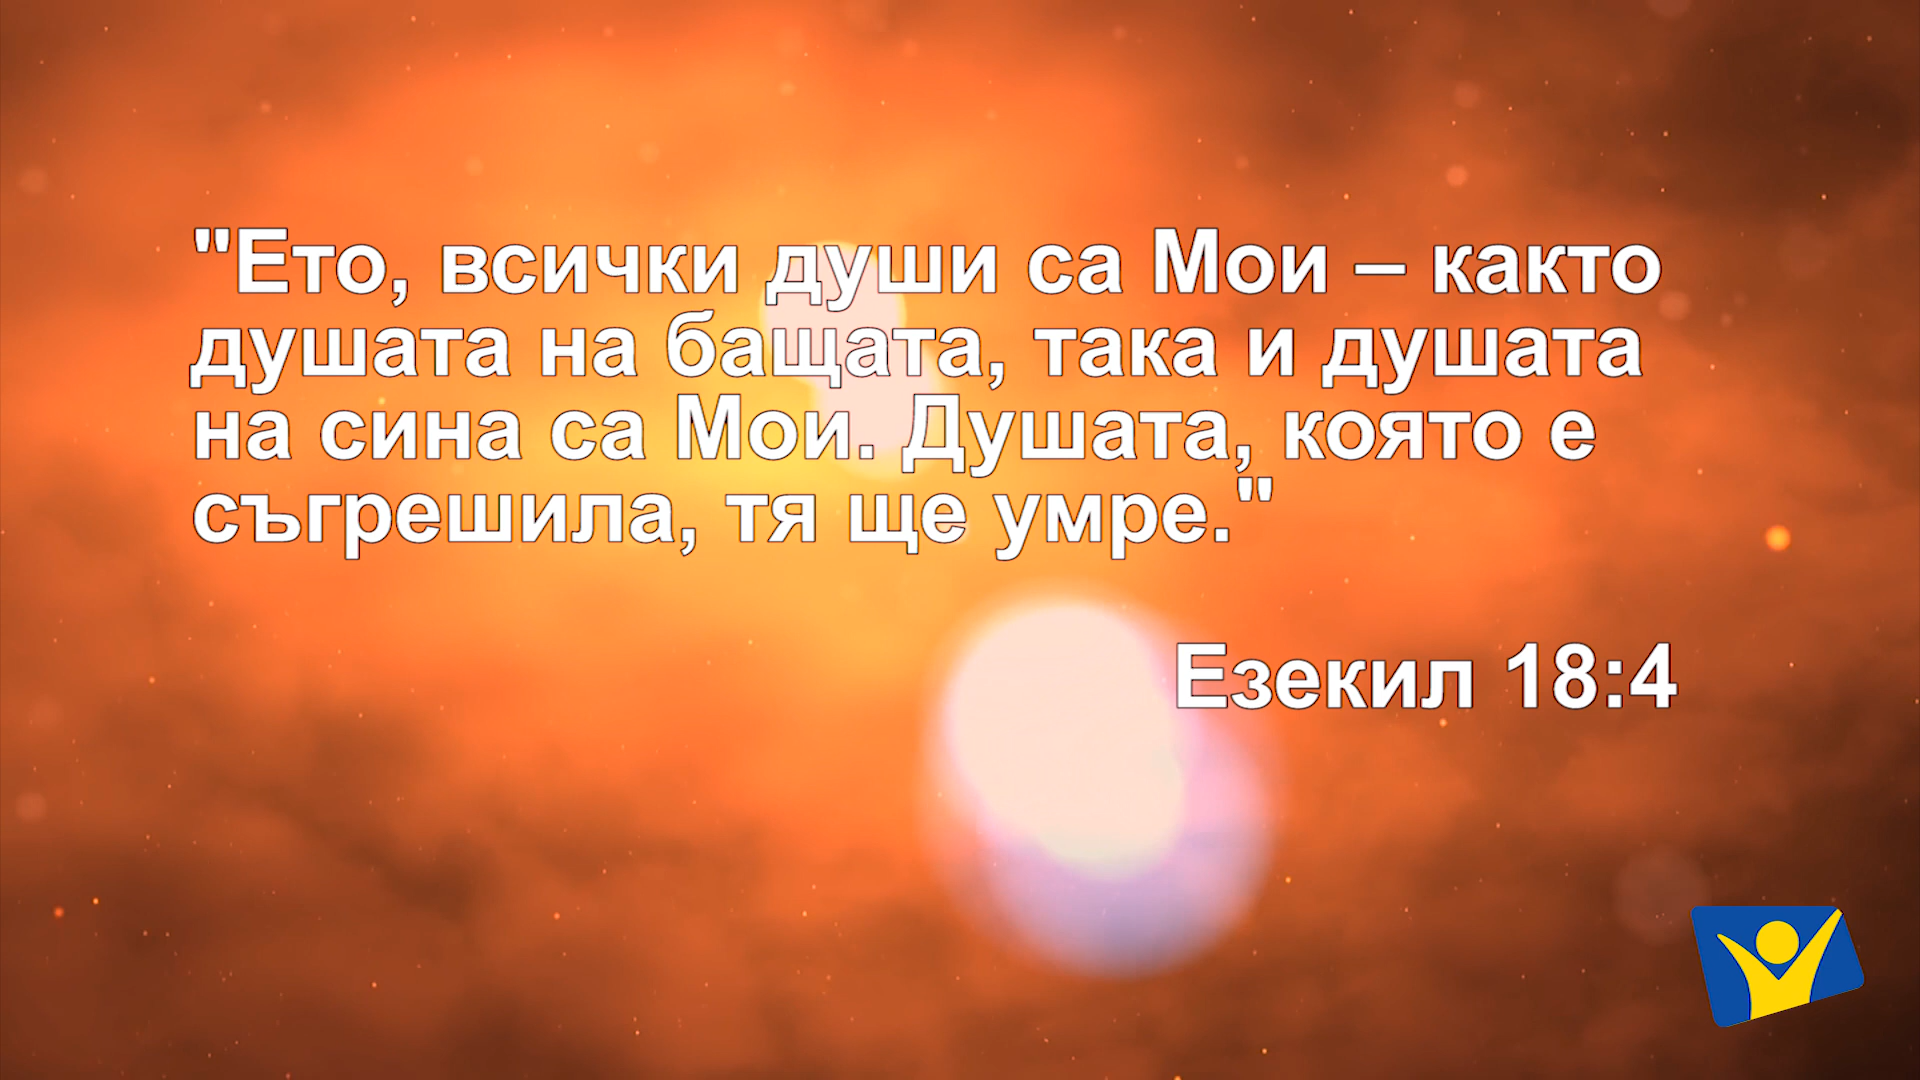 "Ето, всички души са Мои – както
душата на бащата, така и душата
на сина са Мои. Душата, която е
съгрешила, тя ще умре."
Езекил 18:4